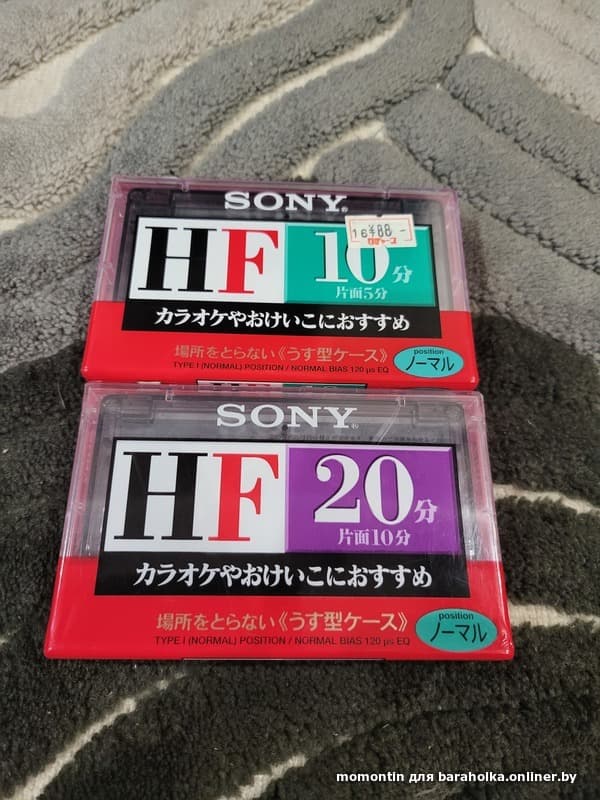 SONY®
HF
10分
片面5分
カラオケやおけいこにおすすめ
場所をとらない《うす型ケース》
TYPE I (NORMAL) POSITION / NORMAL BIAS 120 µs EQ
position
ノーマル
SONY®
HF
20分
片面10分
カラオケやおけいこにおすすめ
場所をとらない《うす型ケース》
TYPE I (NORMAL) POSITION / NORMAL BIAS 120 µs EQ
position
ノーマル
momontin для baraholka.onliner.by